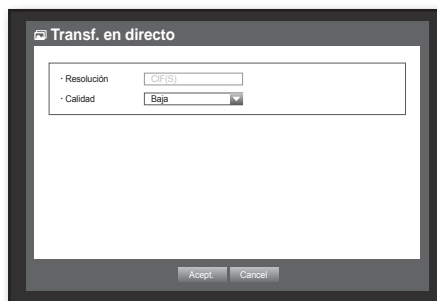 Transf. en directo
· Resolución CIF(S)
· Calidad Baja
Acept. Cancel